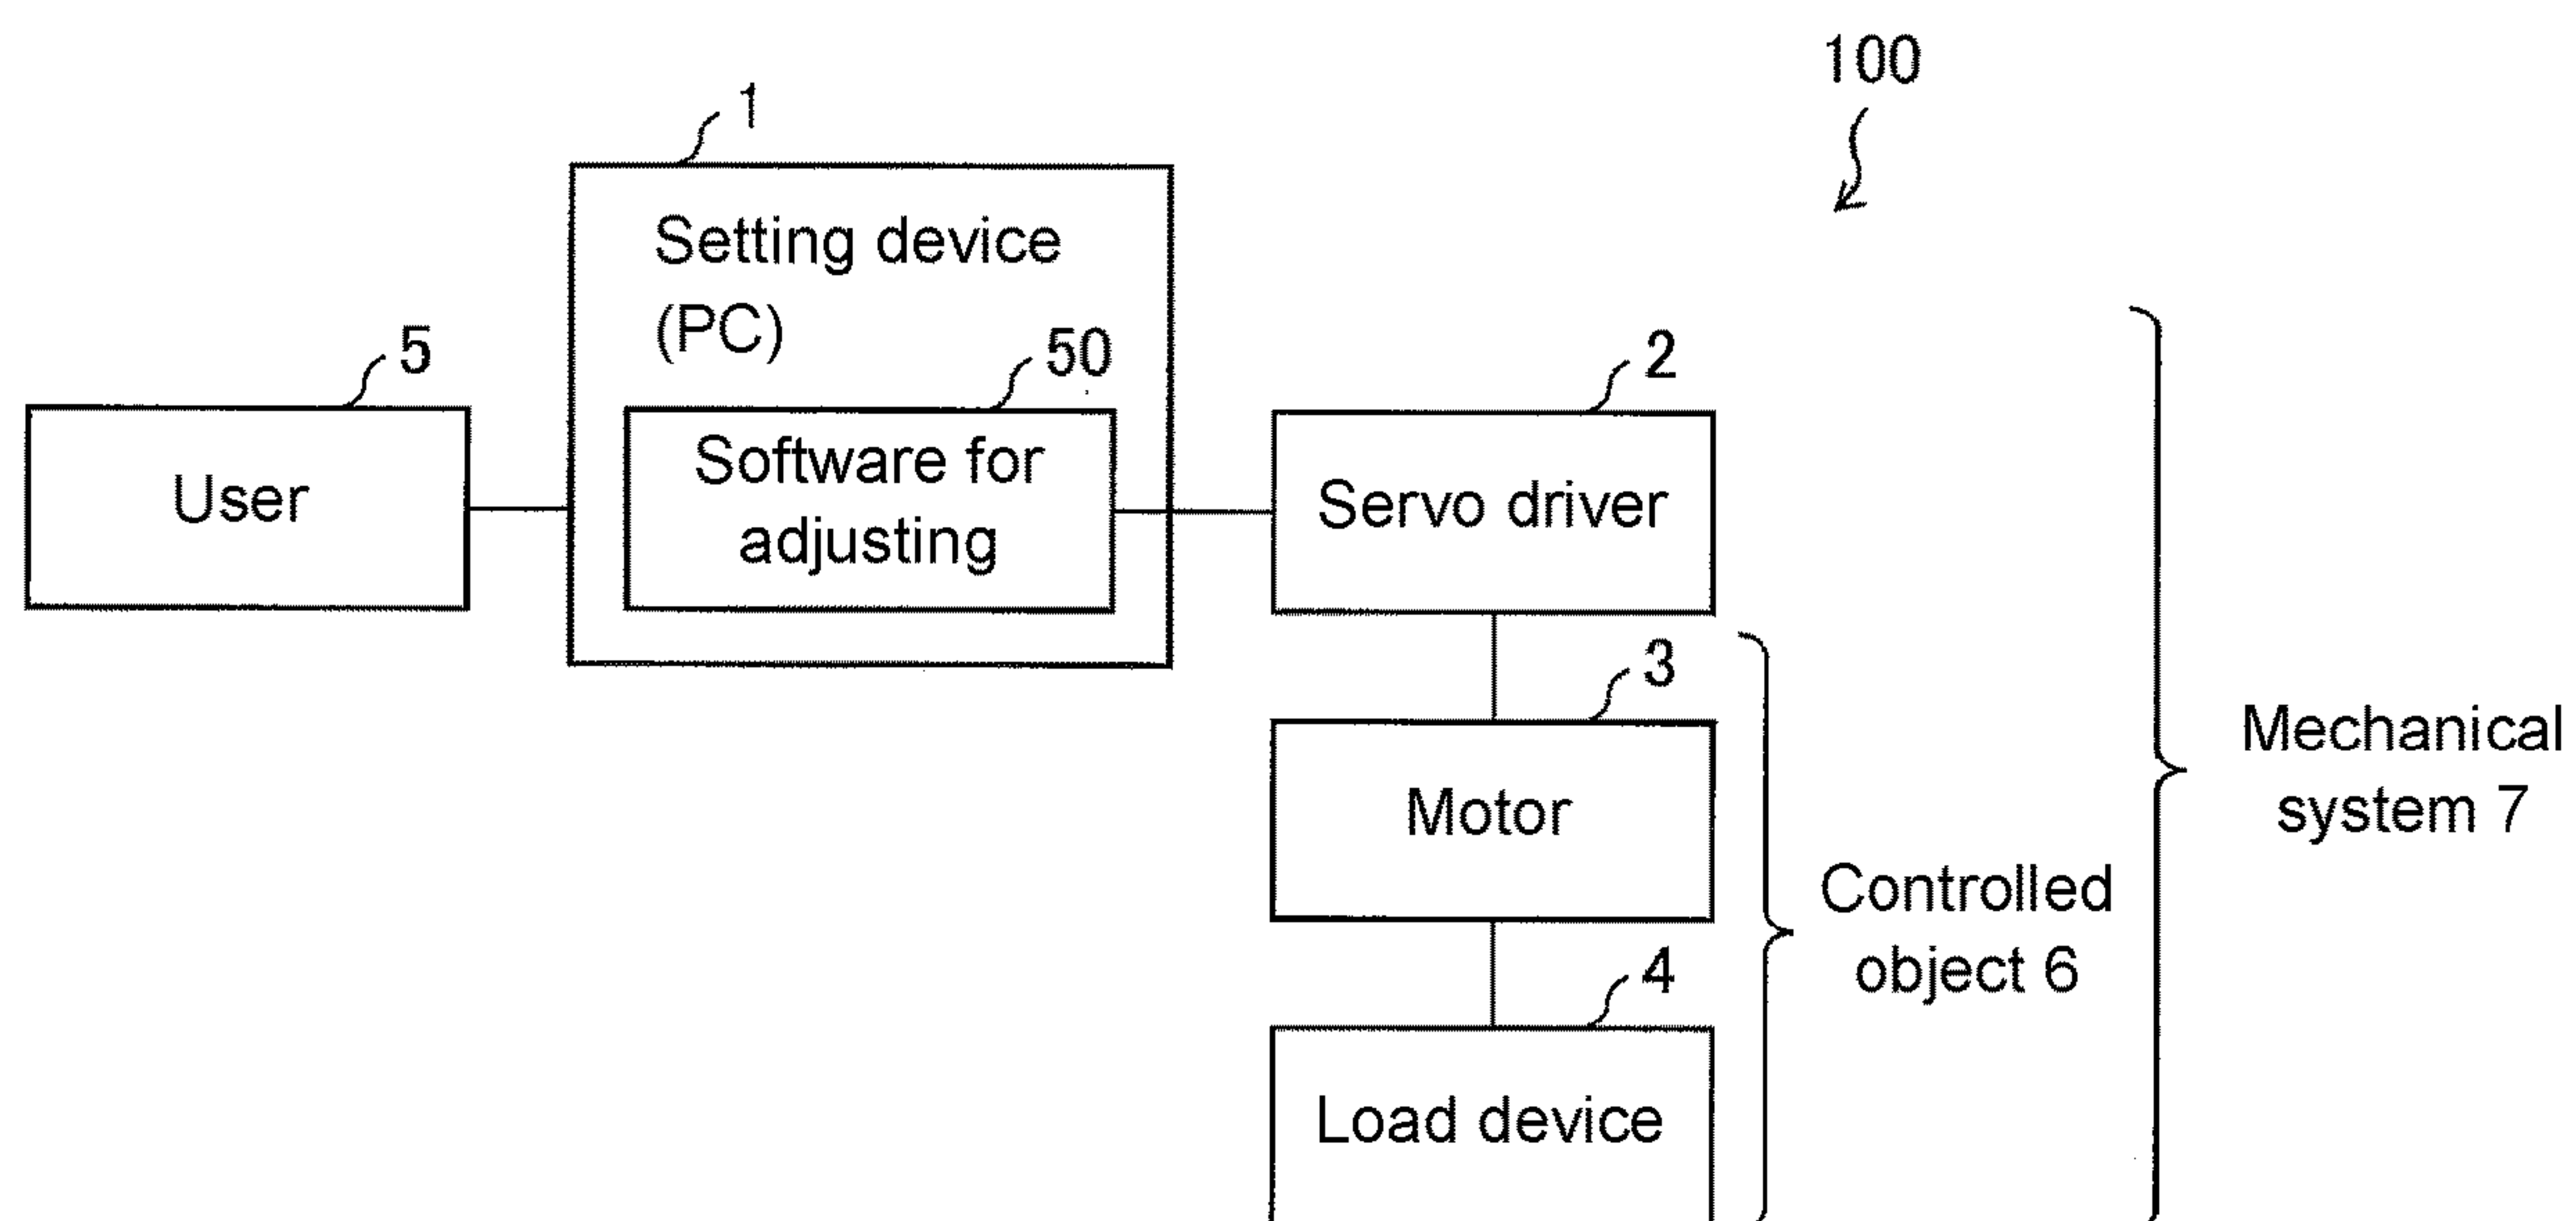 100
1
Setting device
(PC)
5
50
2
User
Software for
adjusting
Servo driver
3
Motor
Mechanical
system 7
Controlled
object 6
4
Load device